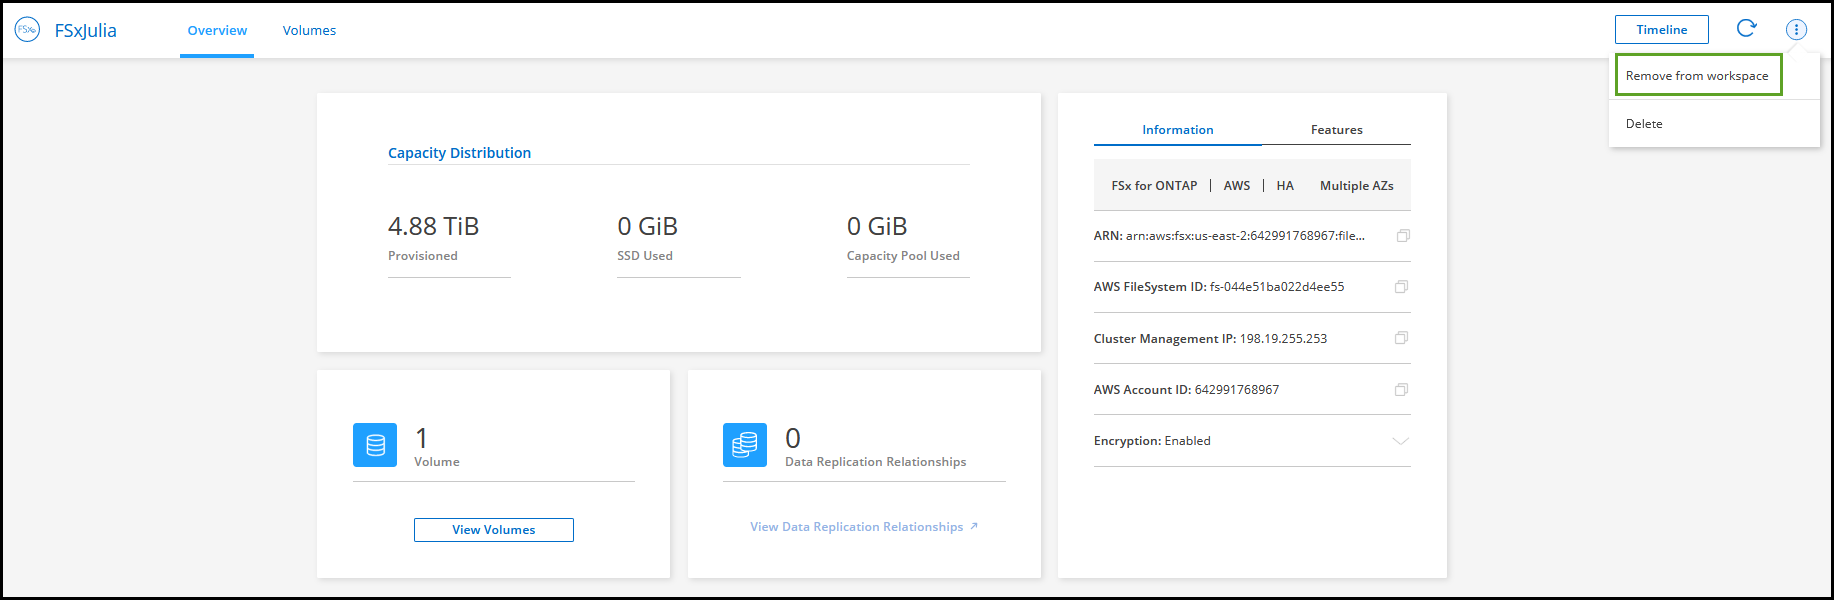 FSx
FSxJulia
Overview
Volumes
Timeline
Remove from workspace
Delete
Capacity Distribution
4.88 TiB
Provisioned
0 GiB
SSD Used
0 GiB
Capacity Pool Used
1
Volume
View Volumes
0
Data Replication Relationships
View Data Replication Relationships
Information
Features
FSx for ONTAP | AWS | HA Multiple AZs
ARN: arn:aws:fsx:us-east-2:642991768967:file...
AWS FileSystem ID: fs-044e51ba022d4ee55
Cluster Management IP: 198.19.255.253
AWS Account ID: 642991768967
Encryption: Enabled